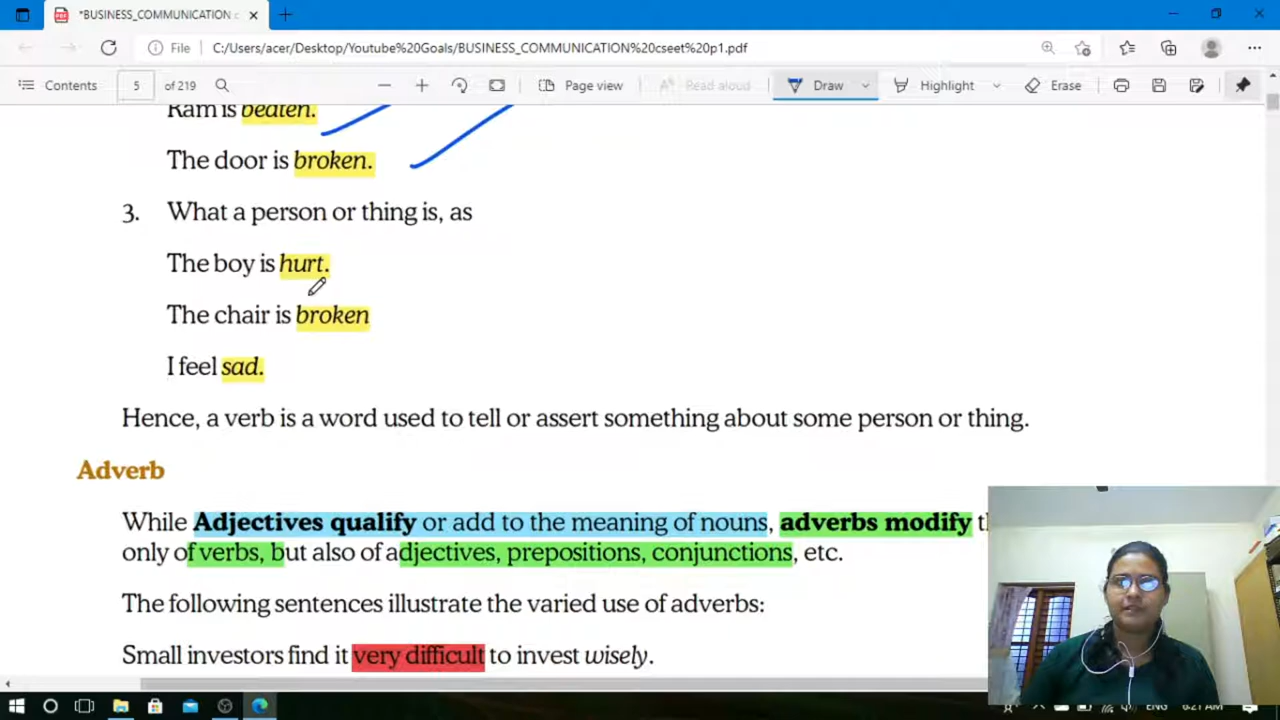 *BUSINESS_COMMUNICATION c
File C:/Users/acer/Desktop/Youtube%20Goals/BUSINESS_COMMUNICATION%20cseet%20p1.pdf
Contents 5 of 219 Page view Read aloud Draw Highlight Erase
Ram is beaten.
The door is broken.
3. What a person or thing is, as
The boy is hurt.
The chair is broken
I feel sad.
Hence, a verb is a word used to tell or assert something about some person or thing.
Adverb
While Adjectives qualify or add to the meaning of nouns, adverbs modify
only of verbs, but also of adjectives, prepositions, conjunctions, etc.
The following sentences illustrate the varied use of adverbs:
Small investors find it very difficult to invest wisely.
ENG 6:21 AM